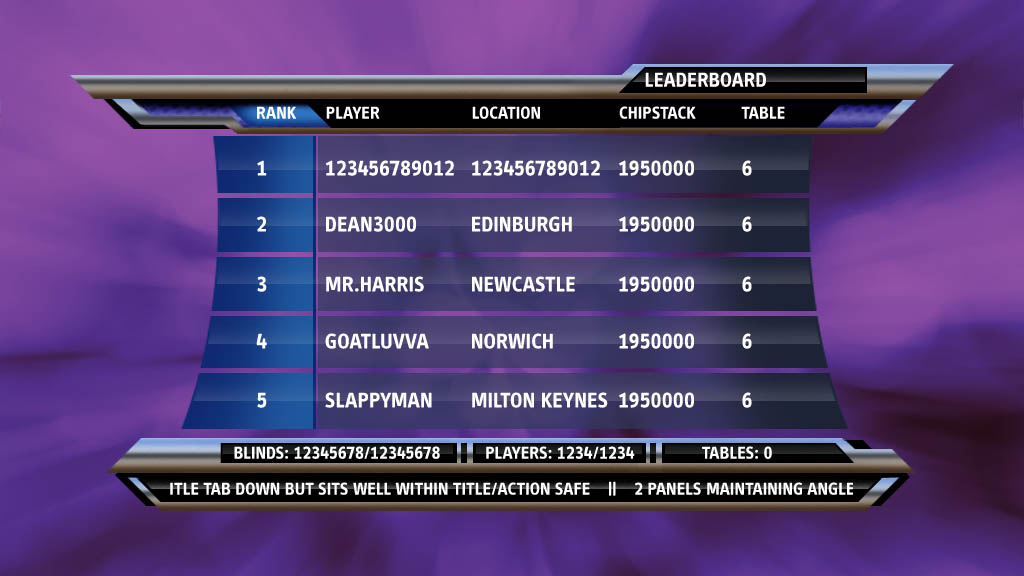 LEADERBOARD
RANK PLAYER LOCATION CHIPSTACK TABLE
1 123456789012 123456789012 1950000 6
2 DEAN3000 EDINBURGH 1950000 6
3 MR.HARRIS NEWCASTLE 1950000 6
4 GOATLUVVA NORWICH 1950000 6
5 SLAPPYMAN MILTON KEYNES 1950000 6
BLINDS: 12345678/12345678 PLAYERS: 1234/1234 TABLES: 0
ITLE TAB DOWN BUT SITS WELL WITHIN TITLE/ACTION SAFE || 2 PANELS MAINTAINING ANGLE